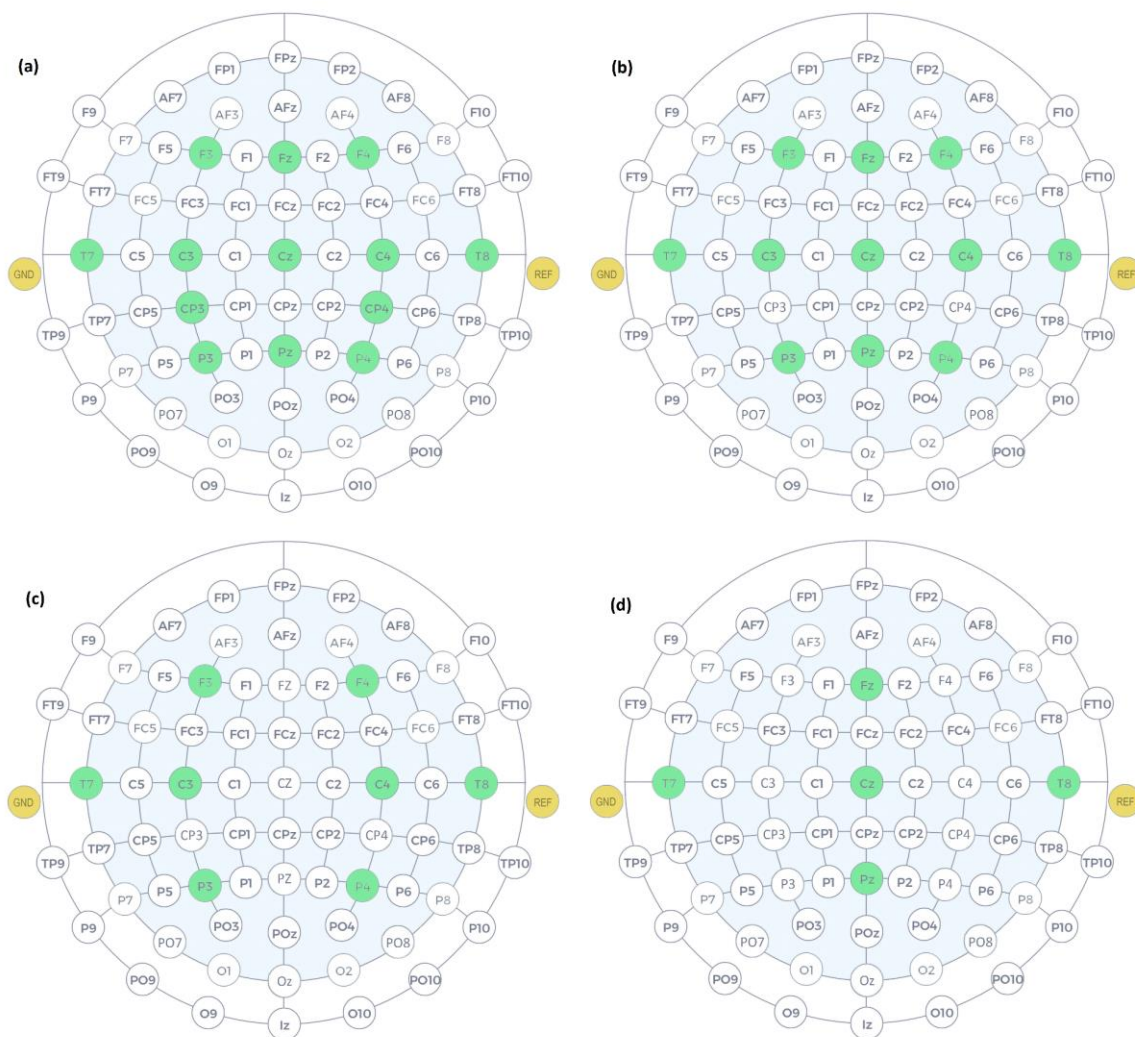 (a)
FPz
FP1 FP2
AF7 AFz AF8
F9 AF3 AF4 F10
F7 F5 F3 F1 Fz F2 F4 F6 F8
FT9 FT7 FC5 FC3 FC1 FCz FC2 FC4 FC6 FT8 FT10
T7 C5 C3 C1 Cz C2 C4 C6 T8
GND REF
TP9 TP7 CP5 CP3 CP1 CPz CP2 CP4 CP6 TP8 TP10
P7 P5 P3 P1 Pz P2 P4 P6 P8
P9 PO3 POz PO4 P10
PO7 PO8
PO9 O1 Oz O2 PO10
O9 Iz O10
(b)
FPz
FP1 FP2
AF7 AFz AF8
F9 AF3 AF4 F10
F7 F5 F3 F1 Fz F2 F4 F6 F8
FT9 FT7 FC5 FC3 FC1 FCz FC2 FC4 FC6 FT8 FT10
T7 C5 C3 C1 Cz C2 C4 C6 T8
GND REF
TP9 TP7 CP5 CP3 CP1 CPz CP2 CP4 CP6 TP8 TP10
P7 P5 P3 P1 Pz P2 P4 P6 P8
P9 PO3 POz PO4 P10
PO7 PO8
PO9 O1 Oz O2 PO10
O9 Iz O10
(c)
FPz
FP1 FP2
AF7 AFz AF8
F9 AF3 AF4 F10
F7 F5 F3 F1 FZ F2 F4 F6 F8
FT9 FT7 FC5 FC3 FC1 FCz FC2 FC4 FC6 FT8 FT10
T7 C5 C3 C1 CZ C2 C4 C6 T8
GND REF
TP9 TP7 CP5 CP3 CP1 CPz CP2 CP4 CP6 TP8 TP10
P7 P5 P3 P1 PZ P2 P4 P6 P8
P9 PO3 POz PO4 P10
PO7 PO8
PO9 O1 Oz O2 PO10
O9 Iz O10
(d)
FPz
FP1 FP2
AF7 AFz AF8
F9 AF3 AF4 F10
F7 F5 F3 F1 Fz F2 F4 F6 F8
FT9 FT7 FC5 FC3 FC1 FCz FC2 FC4 FC6 FT8 FT10
T7 C5 C3 C1 Cz C2 C4 C6 T8
GND REF
TP9 TP7 CP5 CP3 CP1 CPz CP2 CP4 CP6 TP8 TP10
P7 P5 P3 P1 Pz P2 P4 P6 P8
P9 PO3 POz PO4 P10
PO7 PO8
PO9 O1 Oz O2 PO10
O9 Iz O10